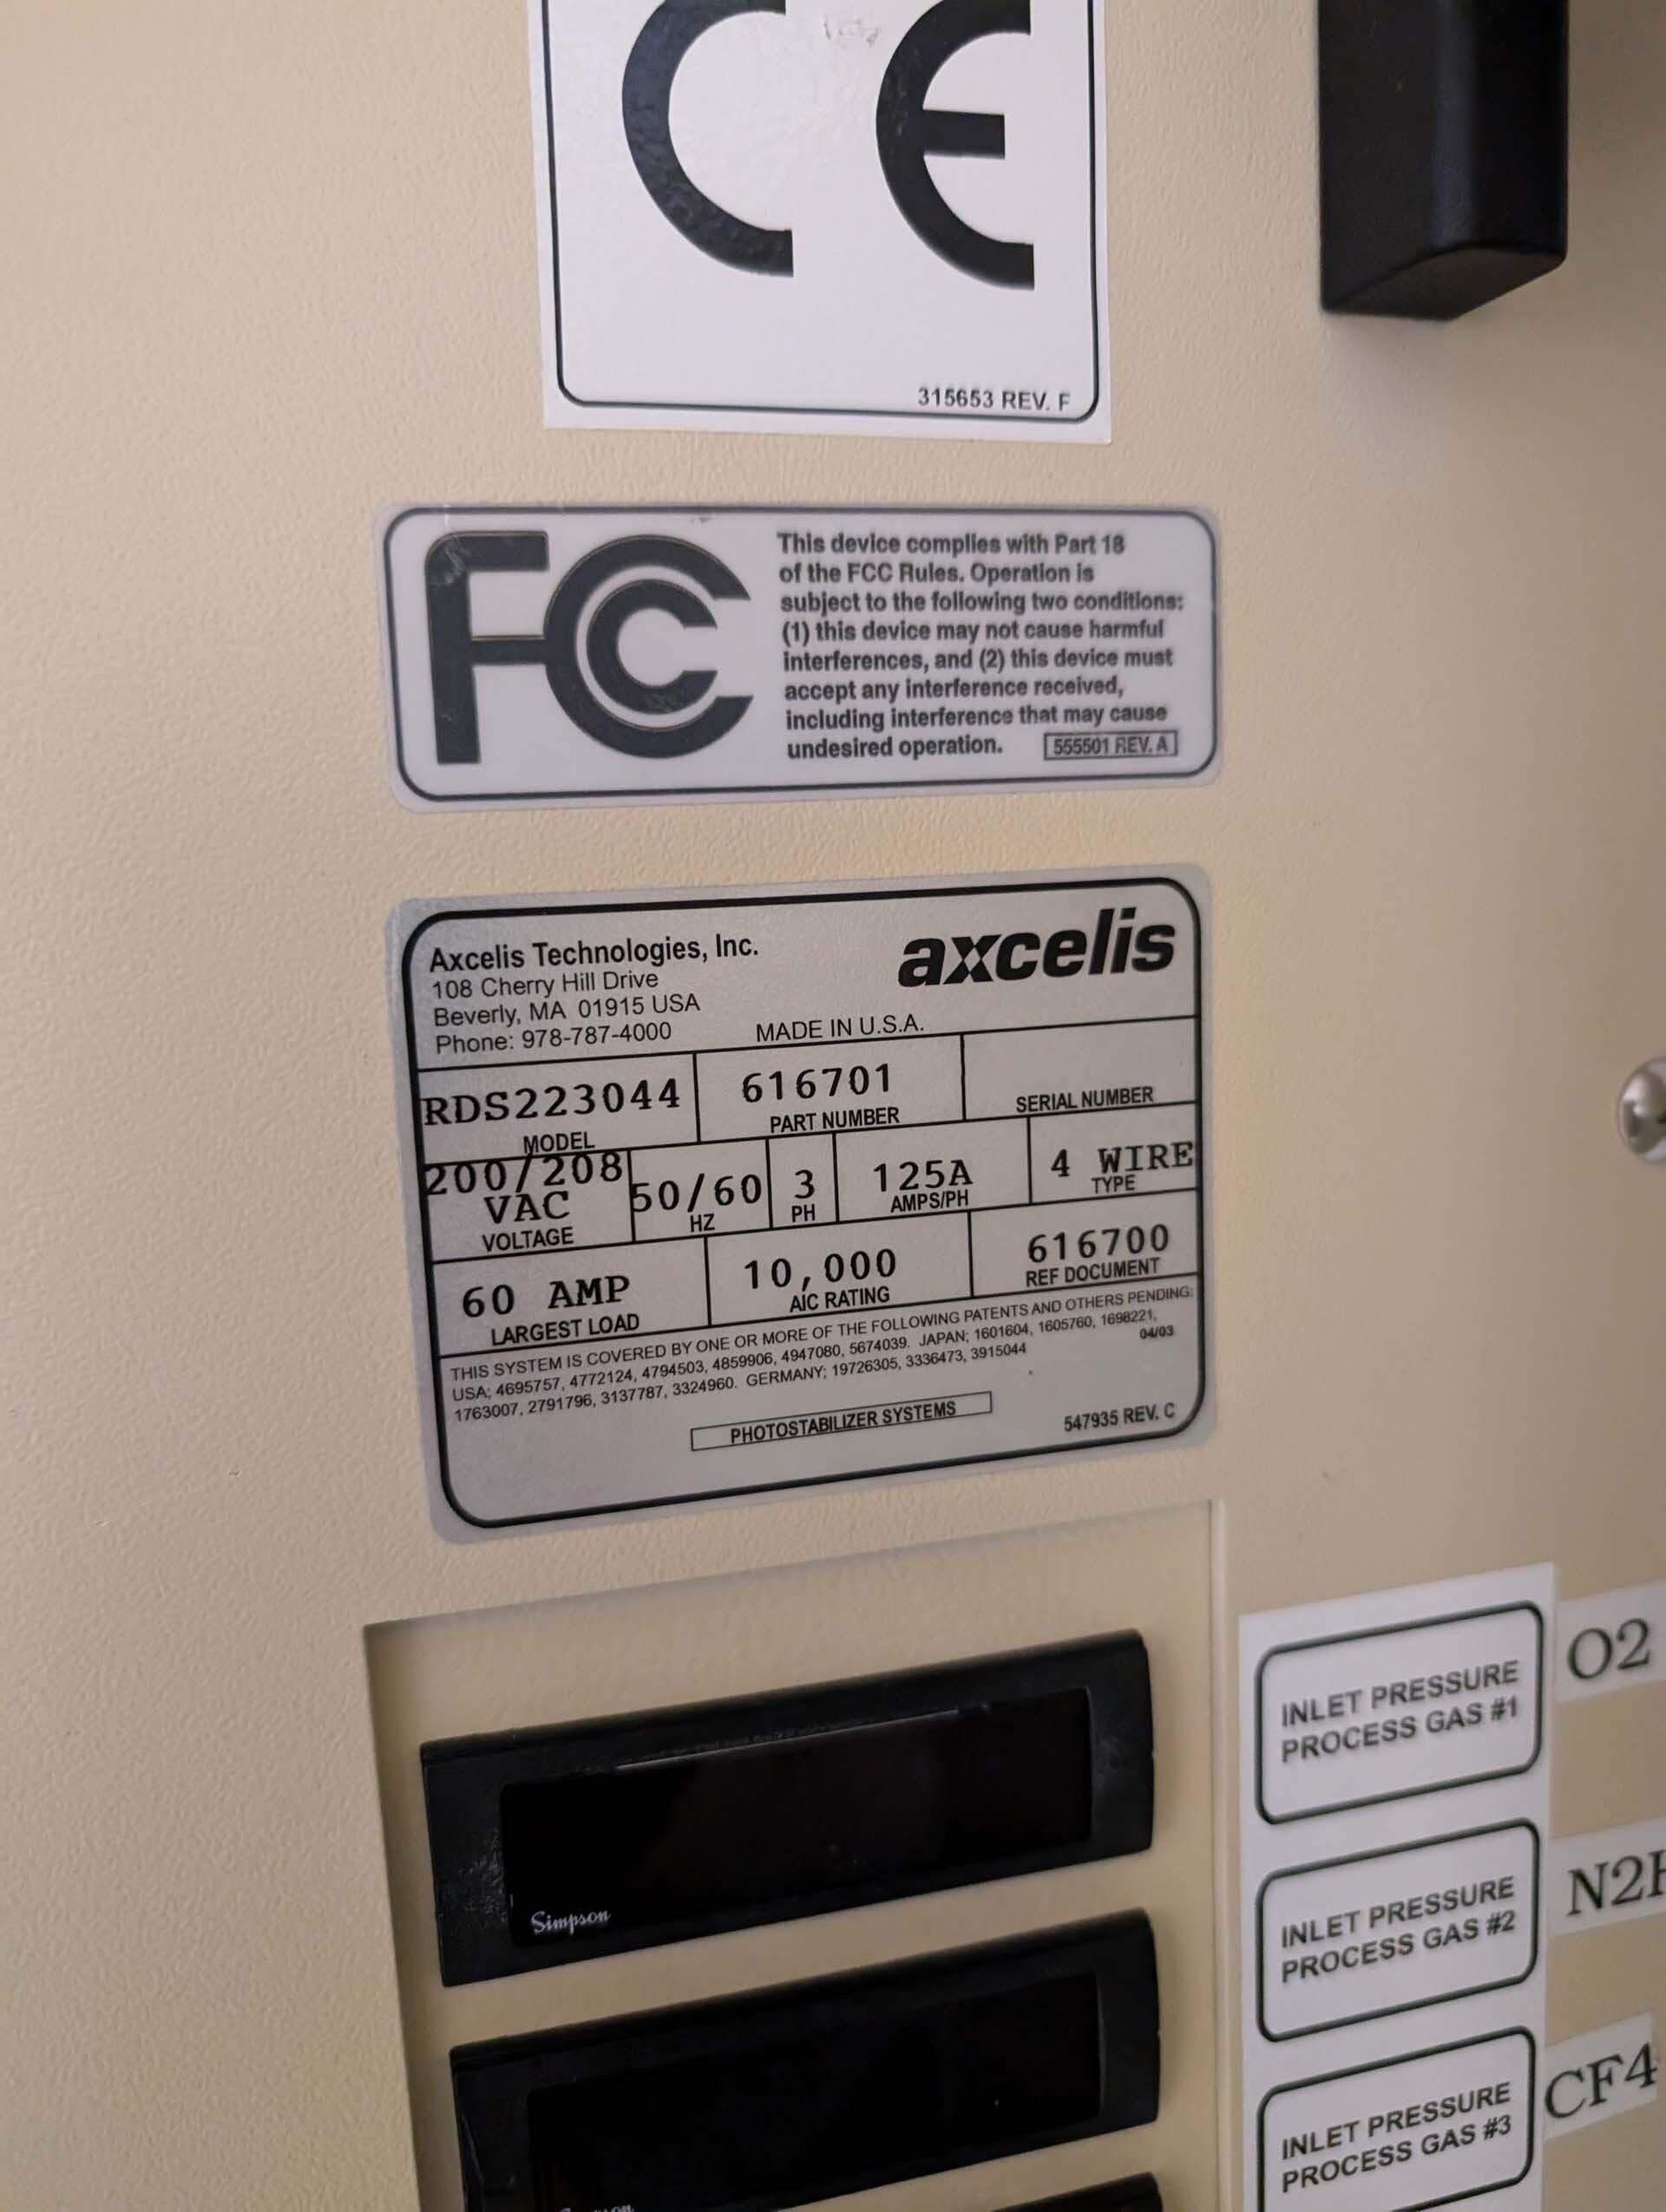 CE
315653 REV. F
FCC
This device complies with Part 18
of the FCC Rules. Operation is
subject to the following two conditions:
(1) this device may not cause harmful
interferences, and (2) this device must
accept any interference received,
including interference that may cause
undesired operation.
555501 REV. A
Axcelis Technologies, Inc.
108 Cherry Hill Drive
Beverly, MA 01915 USA
Phone: 978-787-4000
axcelis
MADE IN U.S.A.
RDS223044
MODEL
616701
PART NUMBER
SERIAL NUMBER
200/208
VAC
VOLTAGE
50/60
HZ
3
PH
125A
AMPS/PH
4 WIRE
TYPE
60 AMP
LARGEST LOAD
10,000
AIC RATING
616700
REF DOCUMENT
THIS SYSTEM IS COVERED BY ONE OR MORE OF THE FOLLOWING PATENTS AND OTHERS PENDING:
USA; 4695757, 4772124, 4794503, 4859906, 4947080, 5674039. JAPAN; 1601604, 1605760, 1698221,
1763007, 2791796, 3137787, 3324960. GERMANY; 19726305, 3336473, 3915044
04/03
PHOTOSTABILIZER SYSTEMS
547935 REV. C
Simpson
INLET PRESSURE
PROCESS GAS #1
O2
INLET PRESSURE
PROCESS GAS #2
INLET PRESSURE
PROCESS GAS #3
CF4